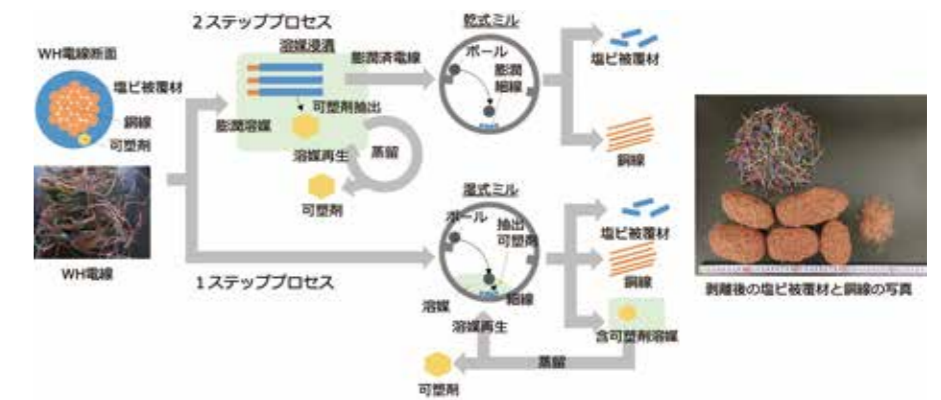 2ステッププロセス
WH電線断面
塩ビ被覆材
銅線
可塑剤
WH電線
溶媒浸漬
膨潤済電線
可塑剤抽出
膨潤溶媒
溶媒再生
蒸留
可塑剤
乾式ミル
ボール
膨潤
細線
塩ビ被覆材
銅線
1ステッププロセス
湿式ミル
ボール
抽出
可塑剤
溶媒
細線
溶媒再生
可塑剤
蒸留
塩ビ被覆材
銅線
含可塑剤溶媒
剥離後の塩ビ被覆材と銅線の写真